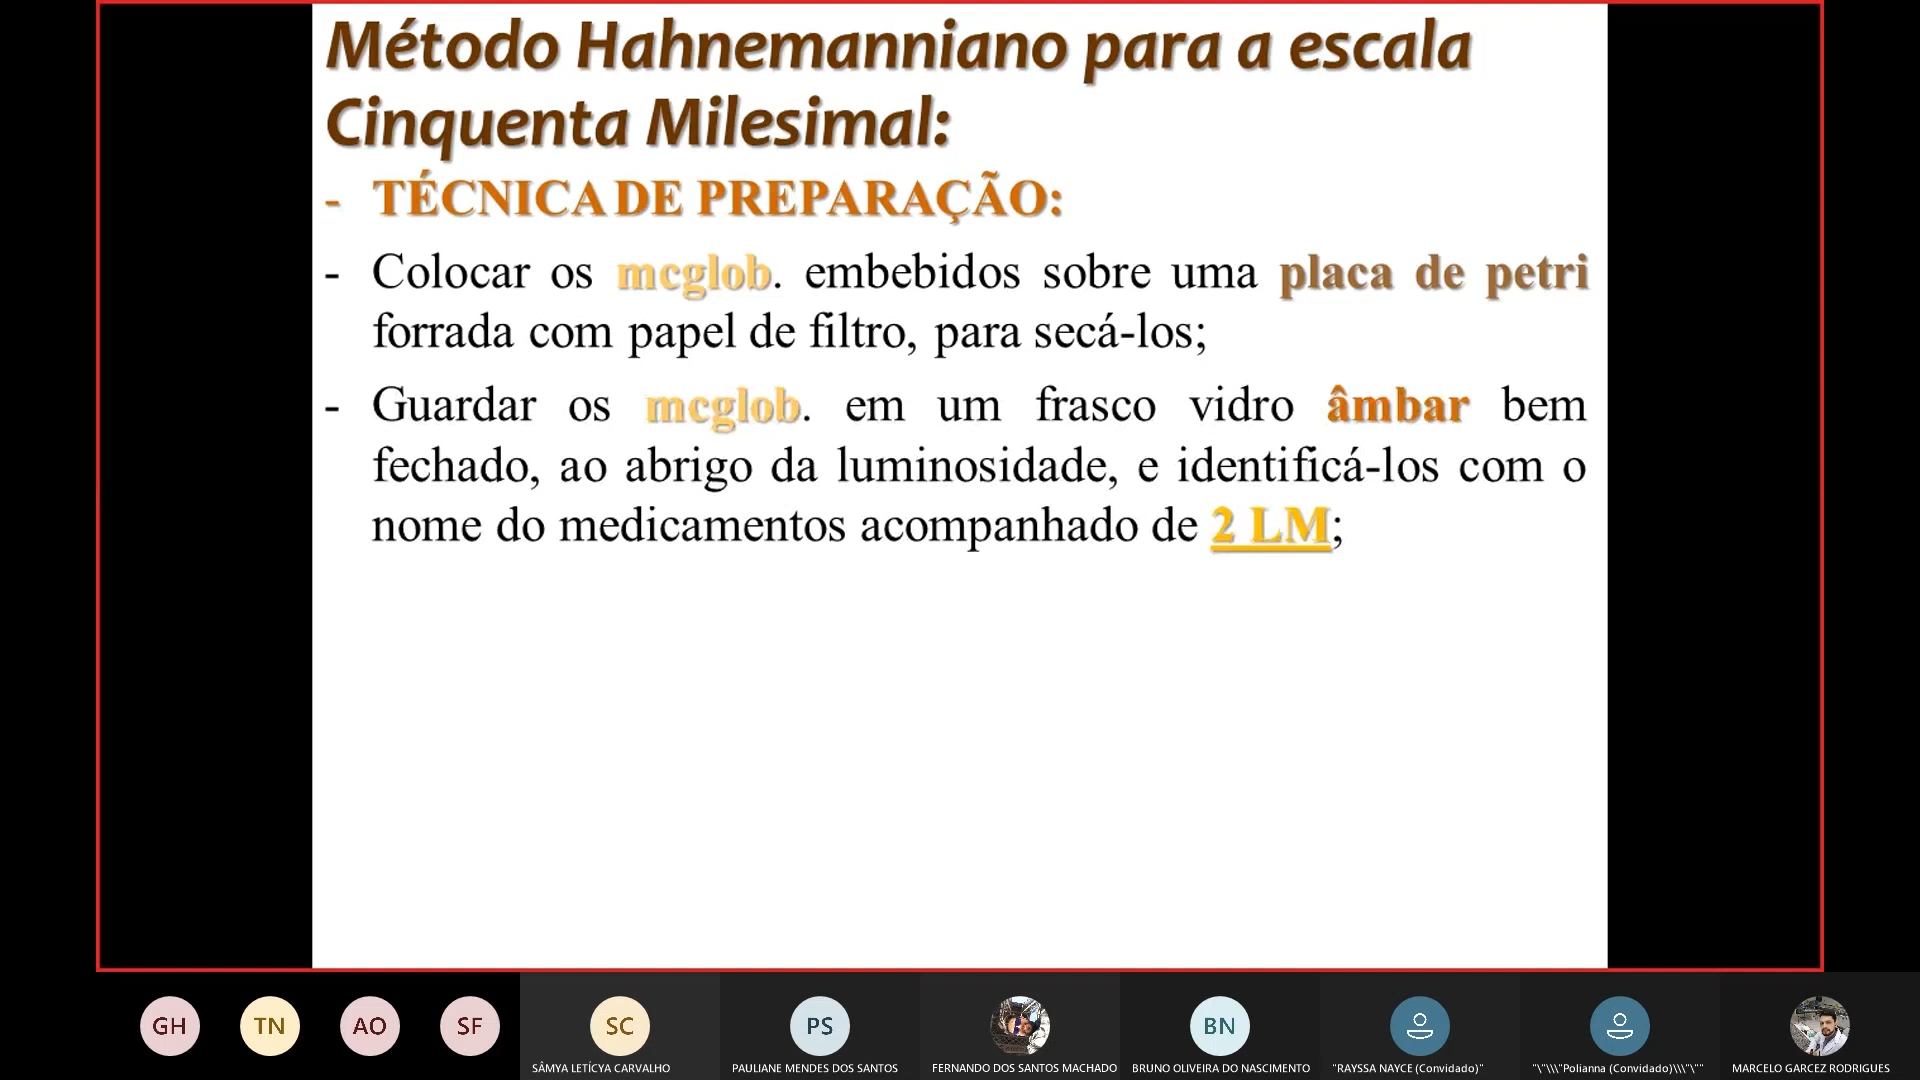 Método Hahnemanniano para a escala
Cinquenta Milesimal:
- TÉCNICA DE PREPARAÇÃO:
- Colocar os mcglob. embebidos sobre uma placa de petri
forrada com papel de filtro, para secá-los;
- Guardar os mcglob. em um frasco vidro âmbar bem
fechado, ao abrigo da luminosidade, e identificá-los com o
nome do medicamentos acompanhado de 2 LM;
GH TN AO SF SC PS BN
SÂMYA LETÍCYA CARVALHO PAULIANE MENDES DOS SANTOS FERNANDO DOS SANTOS MACHADO BRUNO OLIVEIRA DO NASCIMENTO "RAYSSA NAYCE (Convidado)" "\"\\\"Polianna (Convidado)\\\"\"" MARCELO GARCEZ RODRIGUES